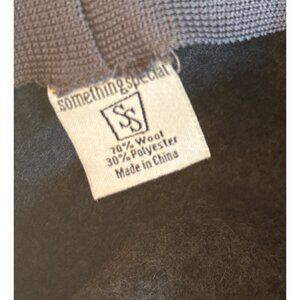 somethingspecial
SS
70% Wool
30% Polyester
Made in China